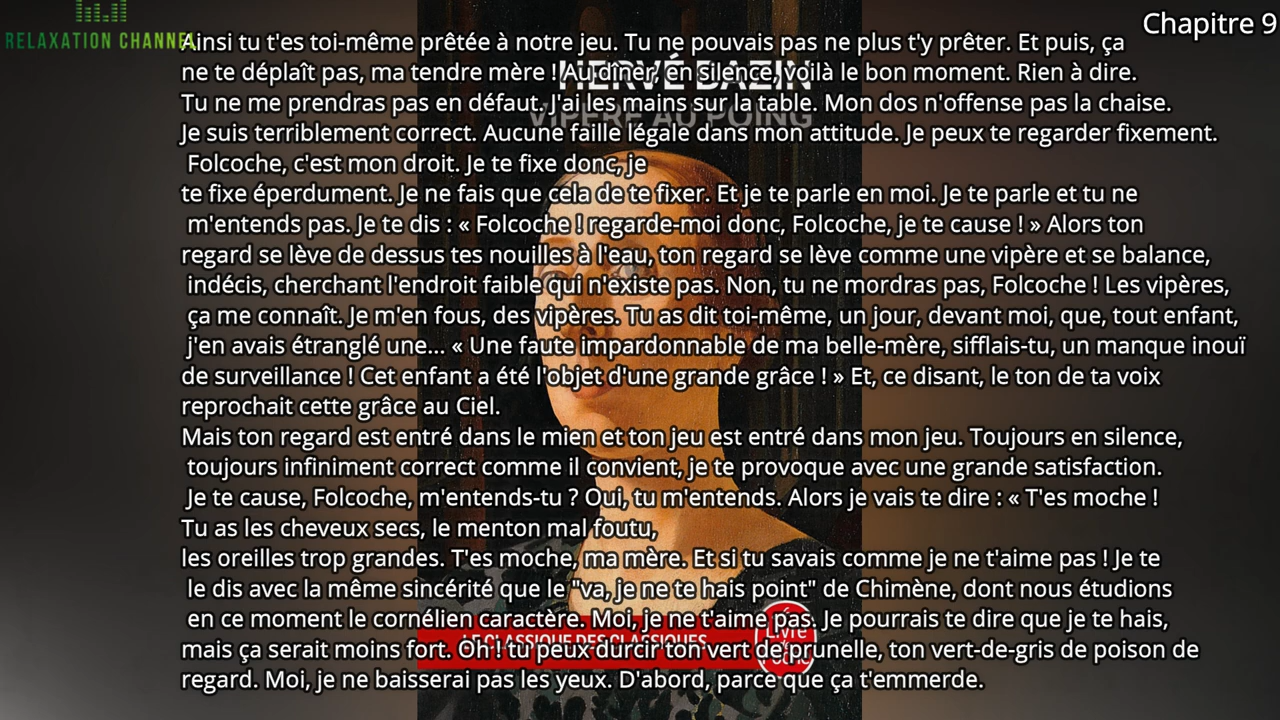 RELAXATION CHANNEL
Chapitre 9
Ainsi tu t'es toi-même prêtée à notre jeu. Tu ne pouvais pas ne plus t'y prêter. Et puis, ça
ne te déplaît pas, ma tendre mère ! Au dîner, en silence, voilà le bon moment. Rien à dire.
HERVÉ BAZIN
Tu ne me prendras pas en défaut. J'ai les mains sur la table. Mon dos n'offense pas la chaise.
VIPÈRE AU POING
Je suis terriblement correct. Aucune faille légale dans mon attitude. Je peux te regarder fixement.
Folcoche, c'est mon droit. Je te fixe donc, je
te fixe éperdument. Je ne fais que cela de te fixer. Et je te parle en moi. Je te parle et tu ne
m'entends pas. Je te dis : « Folcoche ! regarde-moi donc, Folcoche, je te cause ! » Alors ton
regard se lève de dessus tes nouilles à l'eau, ton regard se lève comme une vipère et se balance,
indécis, cherchant l'endroit faible qui n'existe pas. Non, tu ne mordras pas, Folcoche ! Les vipères,
ça me connaît. Je m'en fous, des vipères. Tu as dit toi-même, un jour, devant moi, que, tout enfant,
j'en avais étranglé une... « Une faute impardonnable de ma belle-mère, sifflais-tu, un manque inouï
de surveillance ! Cet enfant a été l'objet d'une grande grâce ! » Et, ce disant, le ton de ta voix
reprochait cette grâce au Ciel.
Mais ton regard est entré dans le mien et ton jeu est entré dans mon jeu. Toujours en silence,
toujours infiniment correct comme il convient, je te provoque avec une grande satisfaction.
Je te cause, Folcoche, m'entends-tu ? Oui, tu m'entends. Alors je vais te dire : « T'es moche !
Tu as les cheveux secs, le menton mal foutu,
les oreilles trop grandes. T'es moche, ma mère. Et si tu savais comme je ne t'aime pas ! Je te
le dis avec la même sincérité que le "va, je ne te hais point" de Chimène, dont nous étudions
en ce moment le cornélien caractère. Moi, je ne t'aime pas. Je pourrais te dire que je te hais,
LE CLASSIQUE DES CLASSIQUES
Livre
mais ça serait moins fort. Oh ! tu peux durcir ton vert de prunelle, ton vert-de-gris de poison de
regard. Moi, je ne baisserai pas les yeux. D'abord, parce que ça t'emmerde.